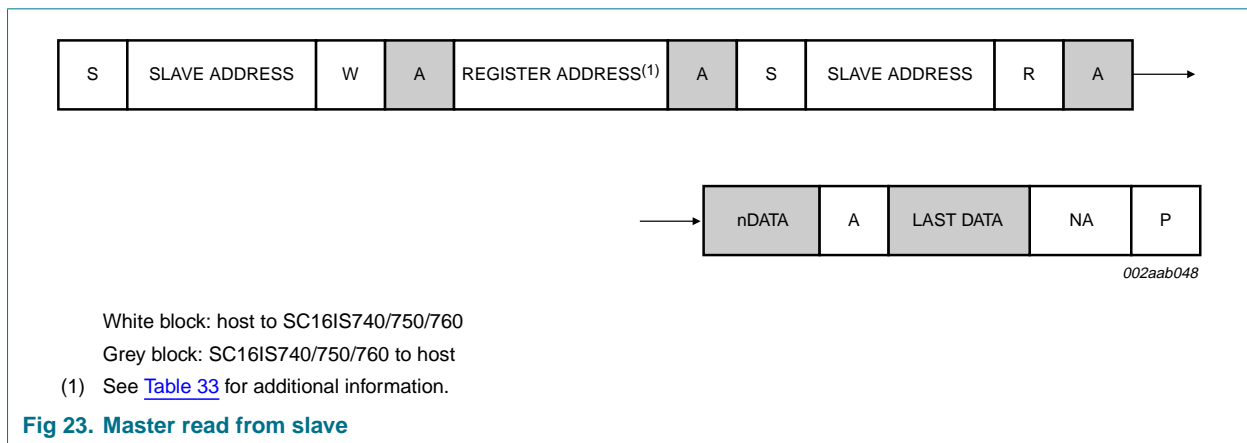 S SLAVE ADDRESS W A REGISTER ADDRESS(1) A S SLAVE ADDRESS R A
nDATA A LAST DATA NA P
002aab048
White block: host to SC16IS740/750/760
Grey block: SC16IS740/750/760 to host
(1) See Table 33 for additional information.
Fig 23. Master read from slave